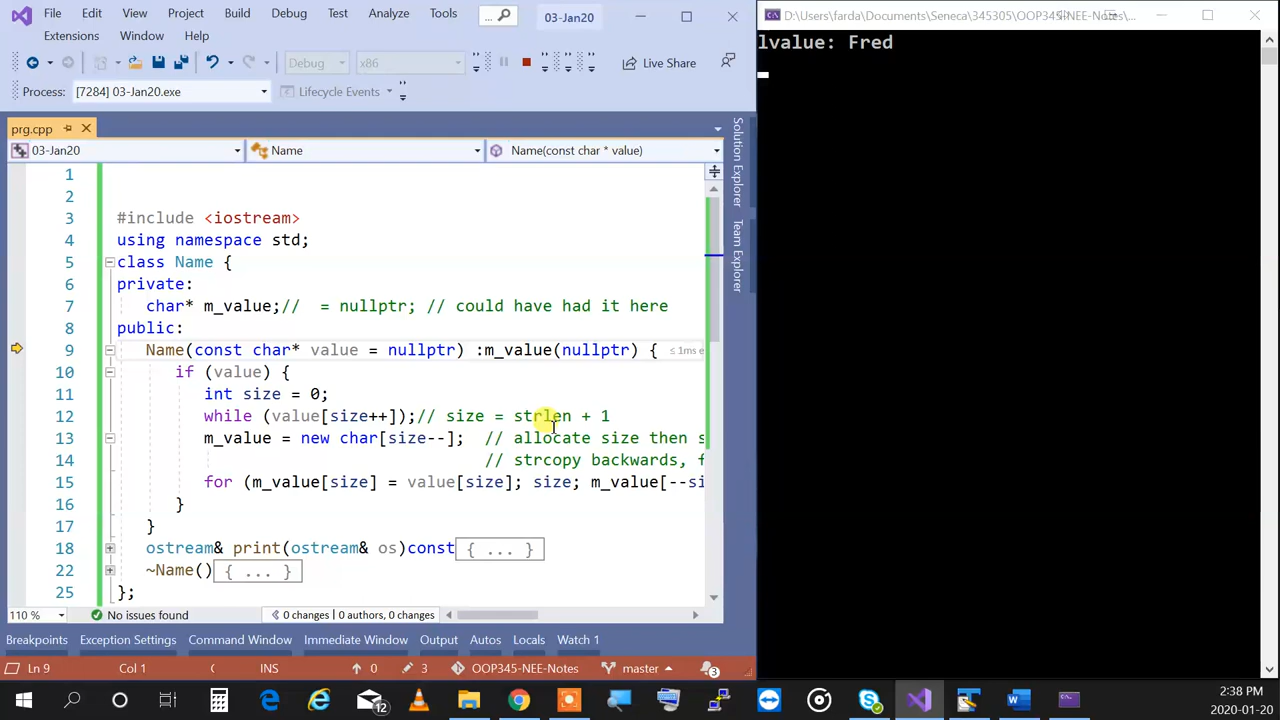 File Edit View Project Build Debug Test Analyze Tools ... 03-Jan20
Extensions Window Help
Debug x86 Live Share
Process: [7284] 03-Jan20.exe Lifecycle Events
prg.cpp
03-Jan20 Name Name(const char * value)
1
2
3 #include <iostream>
4 using namespace std;
5 class Name {
6 private:
7 char* m_value;// = nullptr; // could have had it here
8 public:
9 Name(const char* value = nullptr) :m_value(nullptr) { ≤1ms e
10 if (value) {
11 int size = 0;
12 while (value[size++]);// size = strlen + 1
13 m_value = new char[size--]; // allocate size then s
14 // strcopy backwards, f
15 for (m_value[size] = value[size]; size; m_value[--si
16 }
17 }
18 ostream& print(ostream& os)const{ ... }
22 ~Name(){ ... }
25 };
110 % No issues found 0 changes | 0 authors, 0 changes
Breakpoints Exception Settings Command Window Immediate Window Output Autos Locals Watch 1
Ln 9 Col 1 INS 0 3 OOP345-NEE-Notes master 3
Solution Explorer
Team Explorer
D:\Users\farda\Documents\Seneca\345305\OOP345-NEE-Notes\...
lvalue: Fred
12
2:38 PM
2020-01-20